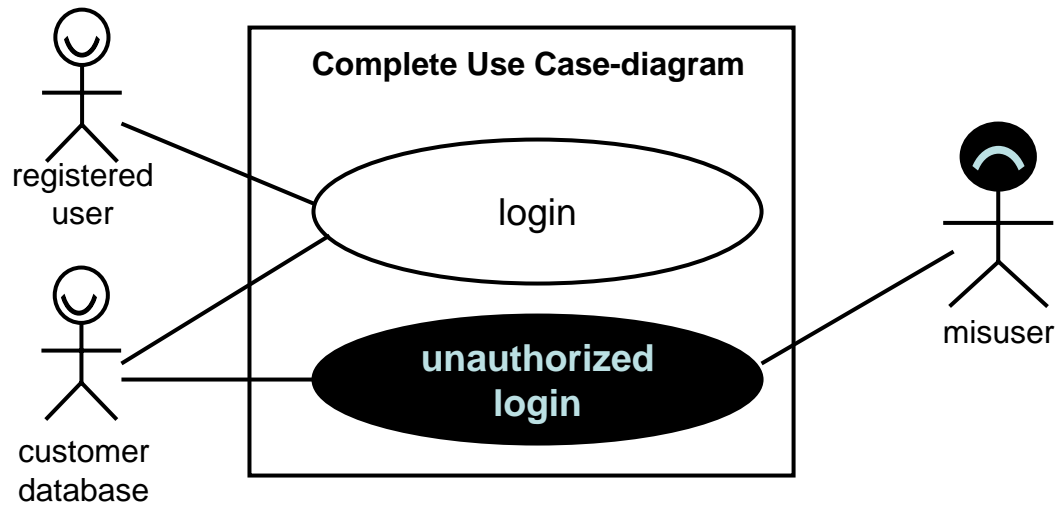 Complete Use Case-diagram
registered
user
login
misuser
unauthorized
login
customer
database